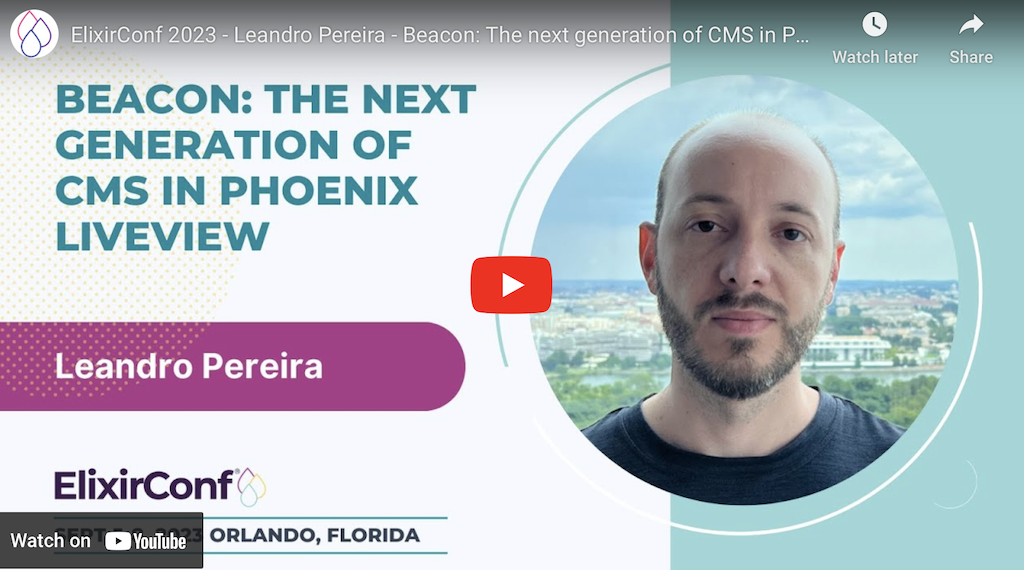 ElixirConf 2023 - Leandro Pereira - Beacon: The next generation of CMS in P...
Watch later
Share
BEACON: THE NEXT
GENERATION OF
CMS IN PHOENIX
LIVEVIEW
Leandro Pereira
ElixirConf®
2023 ORLANDO, FLORIDA
Watch on YouTube